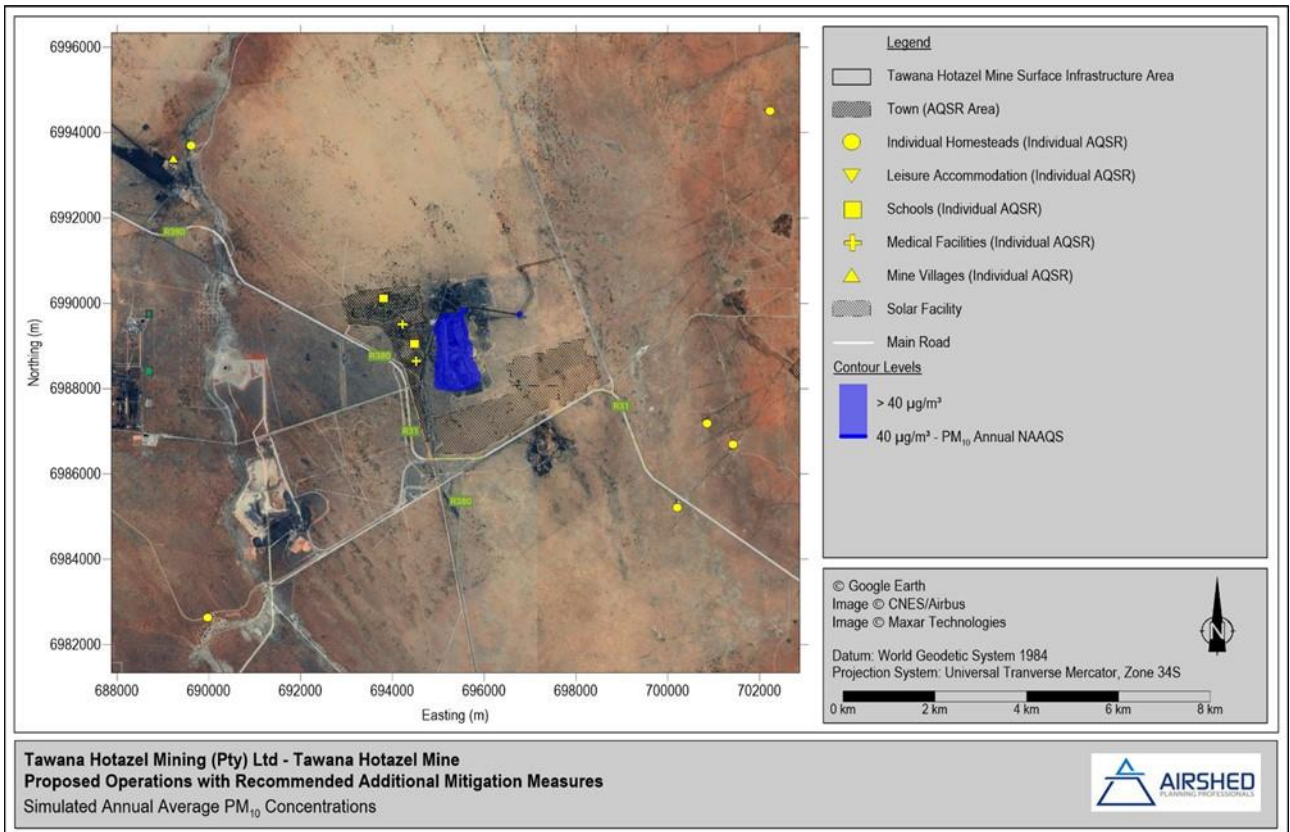 6996000
6994000
6992000
6990000
6988000
6986000
6984000
6982000
Northing (m)
688000 690000 692000 694000 696000 698000 700000 702000
Easting (m)
R380
R380
R31
R31
R380
Legend
Tawana Hotazel Mine Surface Infrastructure Area
Town (AQSR Area)
Individual Homesteads (Individual AQSR)
Leisure Accommodation (Individual AQSR)
Schools (Individual AQSR)
Medical Facilities (Individual AQSR)
Mine Villages (Individual AQSR)
Solar Facility
Main Road
Contour Levels
> 40 µg/m³
40 µg/m³ - PM₁₀ Annual NAAQS
© Google Earth
Image © CNES/Airbus
Image © Maxar Technologies
N
Datum: World Geodetic System 1984
Projection System: Universal Tranverse Mercator, Zone 34S
0 km 2 km 4 km 6 km 8 km
Tawana Hotazel Mining (Pty) Ltd - Tawana Hotazel Mine
Proposed Operations with Recommended Additional Mitigation Measures
Simulated Annual Average PM₁₀ Concentrations
AIRSHED
PLANNING PROFESSIONALS